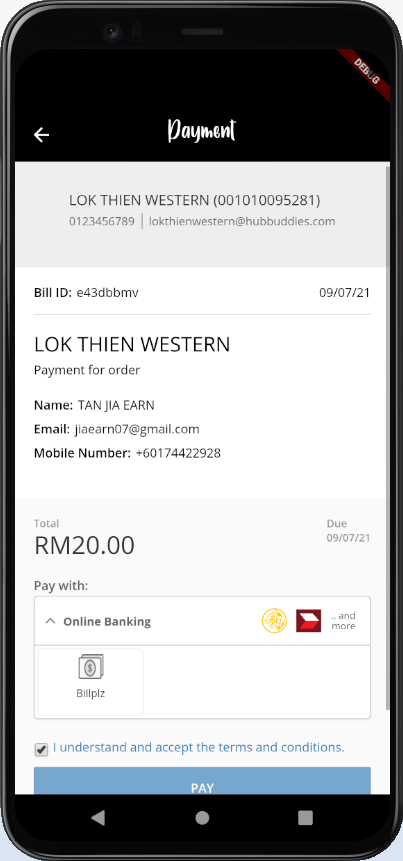 DEBUG
Payment
LOK THIEN WESTERN (001010095281)
0123456789 | lokthienwestern@hubbuddies.com
Bill ID: e43dbbmv 09/07/21
LOK THIEN WESTERN
Payment for order
Name: TAN JIA EARN
Email: jiaearn07@gmail.com
Mobile Number: +60174422928
Total Due
RM20.00 09/07/21
Pay with:
Online Banking .. and more
Billplz
I understand and accept the terms and conditions.
PAY